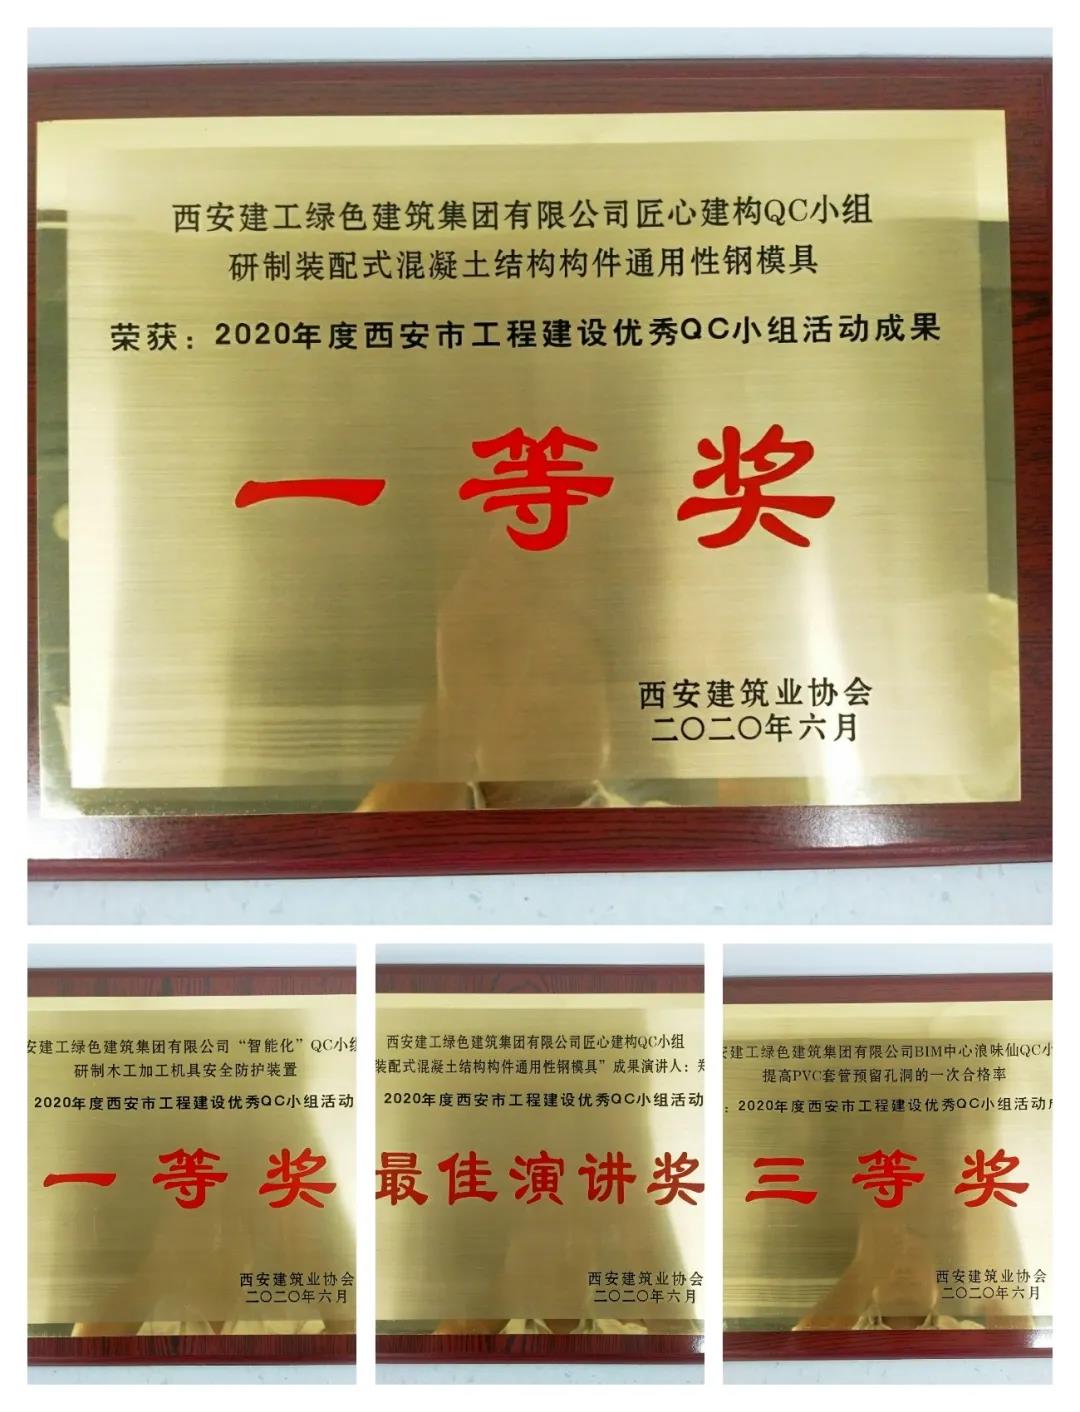 西安建工绿色建筑集团有限公司匠心建构QC小组
研制装配式混凝土结构构件通用性钢模具
荣获：2020年度西安市工程建设优秀QC小组活动成果
一等奖
西安建筑业协会
二〇二〇年六月
安建工绿色建筑集团有限公司“智能化”QC小组
研制木工加工机具安全防护装置
2020年度西安市工程建设优秀QC小组活动
一等奖
西安建筑业协会
二〇二〇年六月
西安建工绿色建筑集团有限公司匠心建构QC小组
装配式混凝土结构构件通用性钢模具”成果演讲人：郑
2020年度西安市工程建设优秀QC小组活动
最佳演讲奖
西安建筑业协会
二〇二〇年六月
安建工绿色建筑集团有限公司BIM中心浪味仙QC小
提高PVC套管预留孔洞的一次合格率
：2020年度西安市工程建设优秀QC小组活动成
三等奖
西安建筑业协会
二〇二〇年六月